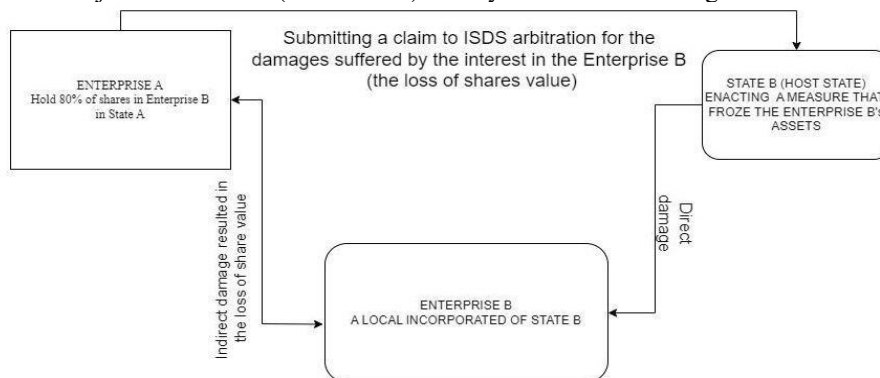 Submitting a claim to ISDS arbitration for the
damages suffered by the interest in the Enterprise B
(the loss of shares value)
ENTERPRISE A
Hold 80% of shares in Enterprise B
in State A
STATE B (HOST STATE)
ENACTING A MEASURE THAT
FROZE THE ENTERPRISE B's
ASSETS
Indirect damage resulted in
the loss of share value
Direct
damage
ENTERPRISE B
A LOCAL INCORPORATED OF STATE B